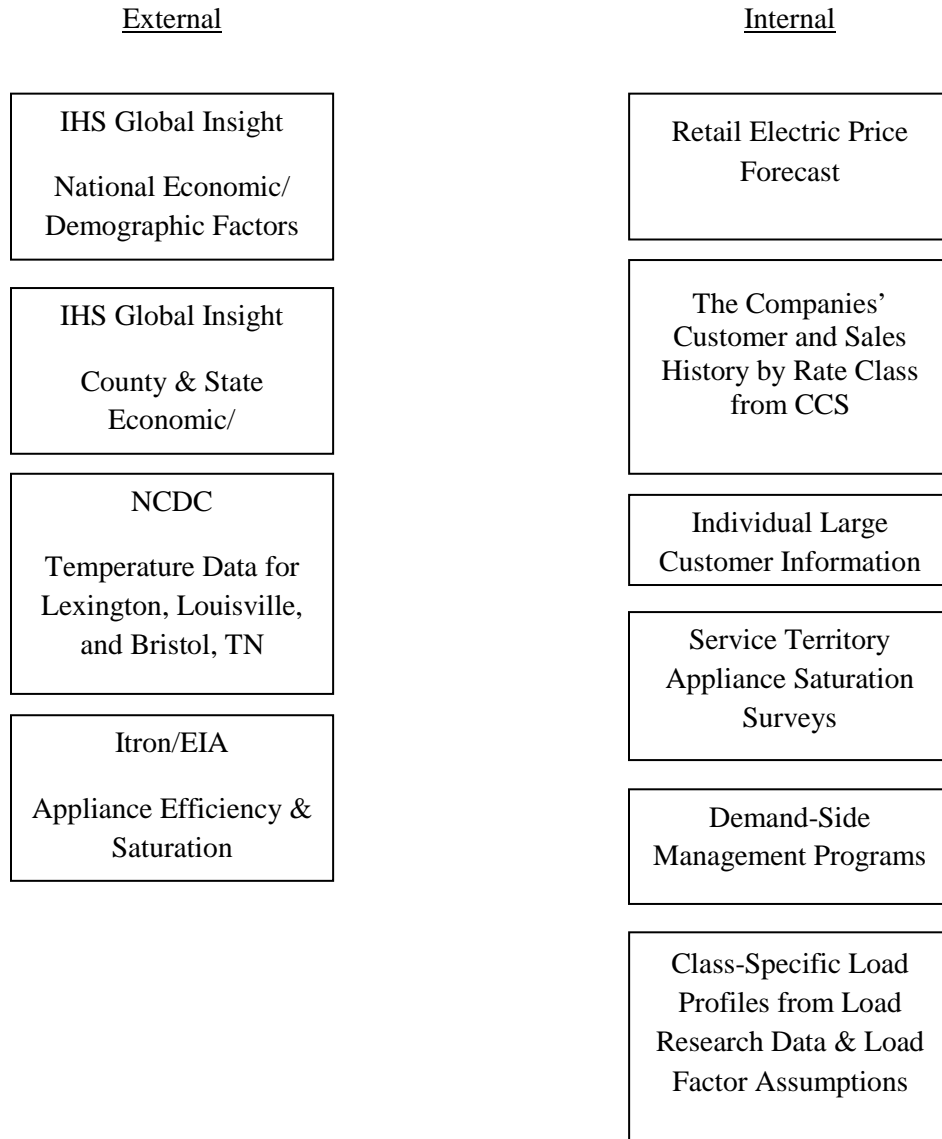 External
IHS Global Insight
National Economic/
Demographic Factors
IHS Global Insight
County & State
Economic/
NCDC
Temperature Data for
Lexington, Louisville,
and Bristol, TN
Itron/EIA
Appliance Efficiency &
Saturation
Internal
Retail Electric Price
Forecast
The Companies’
Customer and Sales
History by Rate Class
from CCS
Individual Large
Customer Information
Service Territory
Appliance Saturation
Surveys
Demand-Side
Management Programs
Class-Specific Load
Profiles from Load
Research Data & Load
Factor Assumptions